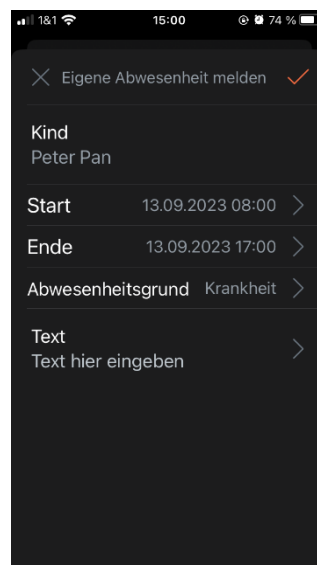 1&1 15:00 74 %
Eigene Abwesenheit melden
Kind
Peter Pan
Start 13.09.2023 08:00
Ende 13.09.2023 17:00
Abwesenheitsgrund Krankheit
Text
Text hier eingeben